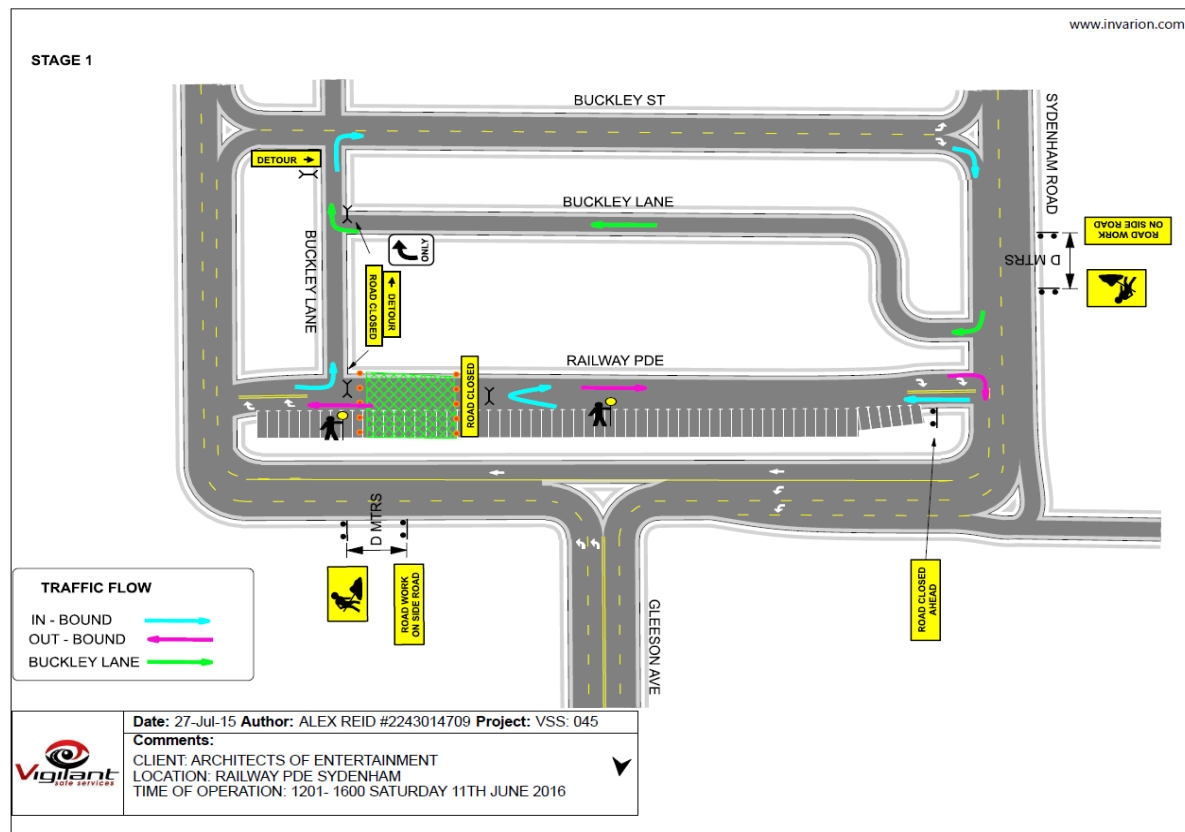 www.invarion.com
STAGE 1
BUCKLEY ST
SYDENHAM ROAD
DETOUR
BUCKLEY LANE
ROAD WORK
ON SIDE ROAD
D MTRS
ONLY
BUCKLEY LANE
DETOUR
ROAD CLOSED
RAILWAY PDE
ROAD CLOSED
D MTRS
ROAD WORK
ON SIDE ROAD
ROAD CLOSED
AHEAD
GLEESON AVE
TRAFFIC FLOW
IN - BOUND
OUT - BOUND
BUCKLEY LANE
Vigilant
safe services
Date: 27-Jul-15 Author: ALEX REID #2243014709 Project: VSS: 045
Comments:
CLIENT: ARCHITECTS OF ENTERTAINMENT
LOCATION: RAILWAY PDE SYDENHAM
TIME OF OPERATION: 1201- 1600 SATURDAY 11TH JUNE 2016